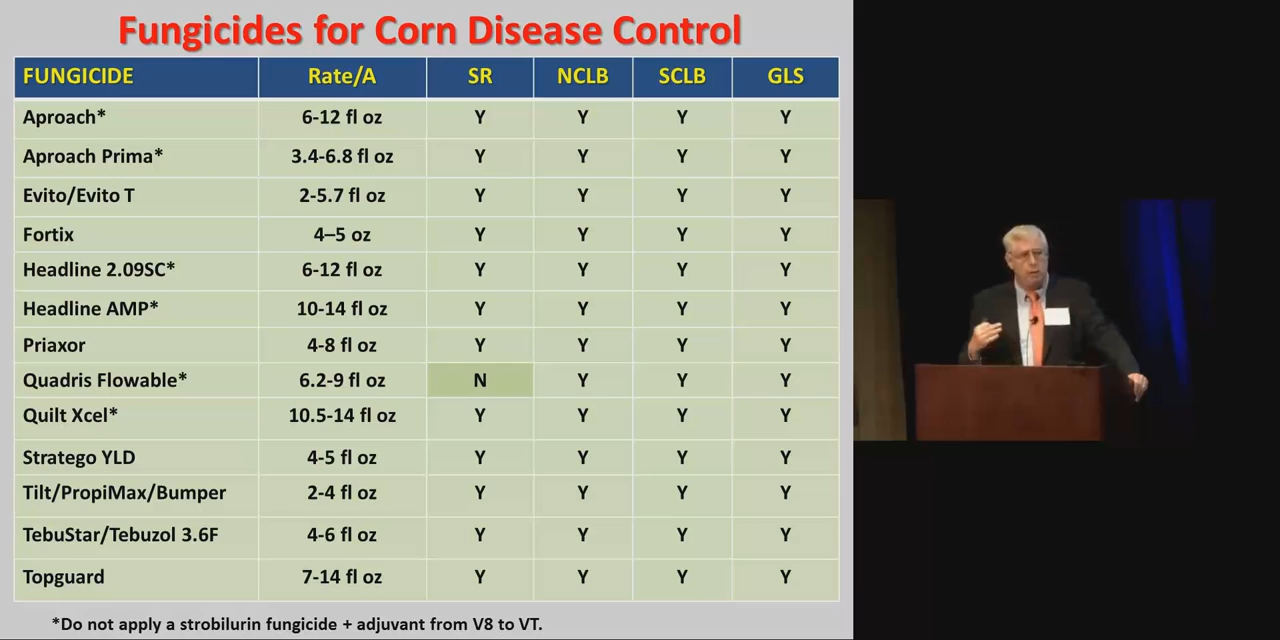 Fungicides for Corn Disease Control
FUNGICIDE Rate/A SR NCLB SCLB GLS
Aproach* 6-12 fl oz Y Y Y Y
Aproach Prima* 3.4-6.8 fl oz Y Y Y Y
Evito/Evito T 2-5.7 fl oz Y Y Y Y
Fortix 4–5 oz Y Y Y Y
Headline 2.09SC* 6-12 fl oz Y Y Y Y
Headline AMP* 10-14 fl oz Y Y Y Y
Priaxor 4-8 fl oz Y Y Y Y
Quadris Flowable* 6.2-9 fl oz N Y Y Y
Quilt Xcel* 10.5-14 fl oz Y Y Y Y
Stratego YLD 4-5 fl oz Y Y Y Y
Tilt/PropiMax/Bumper 2-4 fl oz Y Y Y Y
TebuStar/Tebuzol 3.6F 4-6 fl oz Y Y Y Y
Topguard 7-14 fl oz Y Y Y Y
*Do not apply a strobilurin fungicide + adjuvant from V8 to VT.